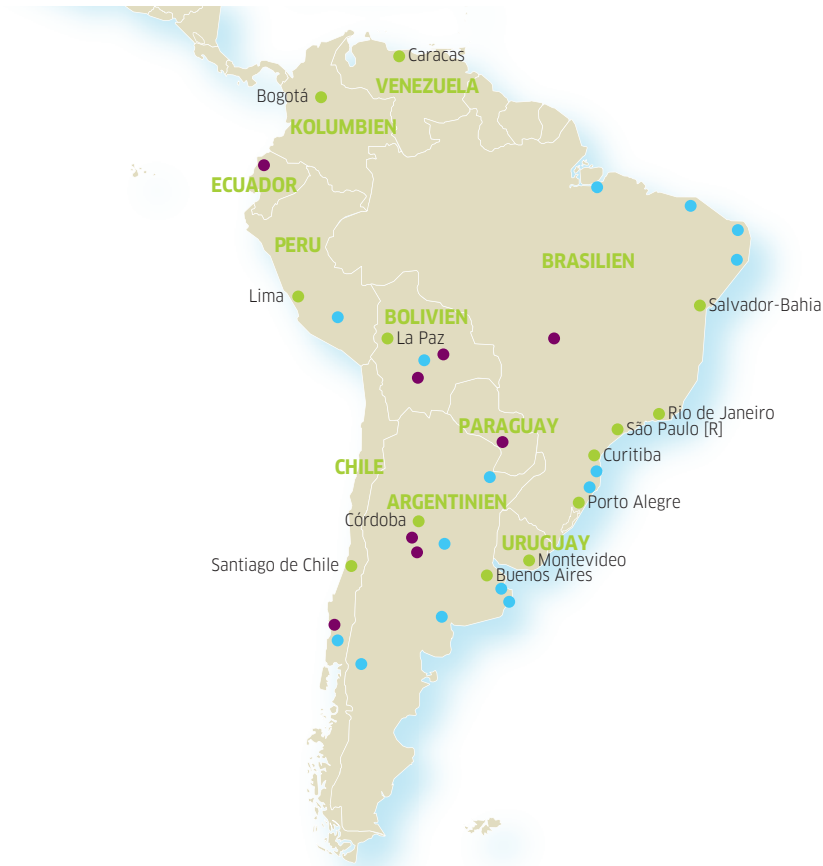 Caracas
VENEZUELA
Bogotá
KOLUMBIEN
ECUADOR
PERU
BRASILIEN
Lima
Salvador-Bahia
BOLIVIEN
La Paz
Rio de Janeiro
PARAGUAY
São Paulo [R]
Curitiba
CHILE
ARGENTINIEN
Porto Alegre
Córdoba
URUGUAY
Montevideo
Santiago de Chile
Buenos Aires